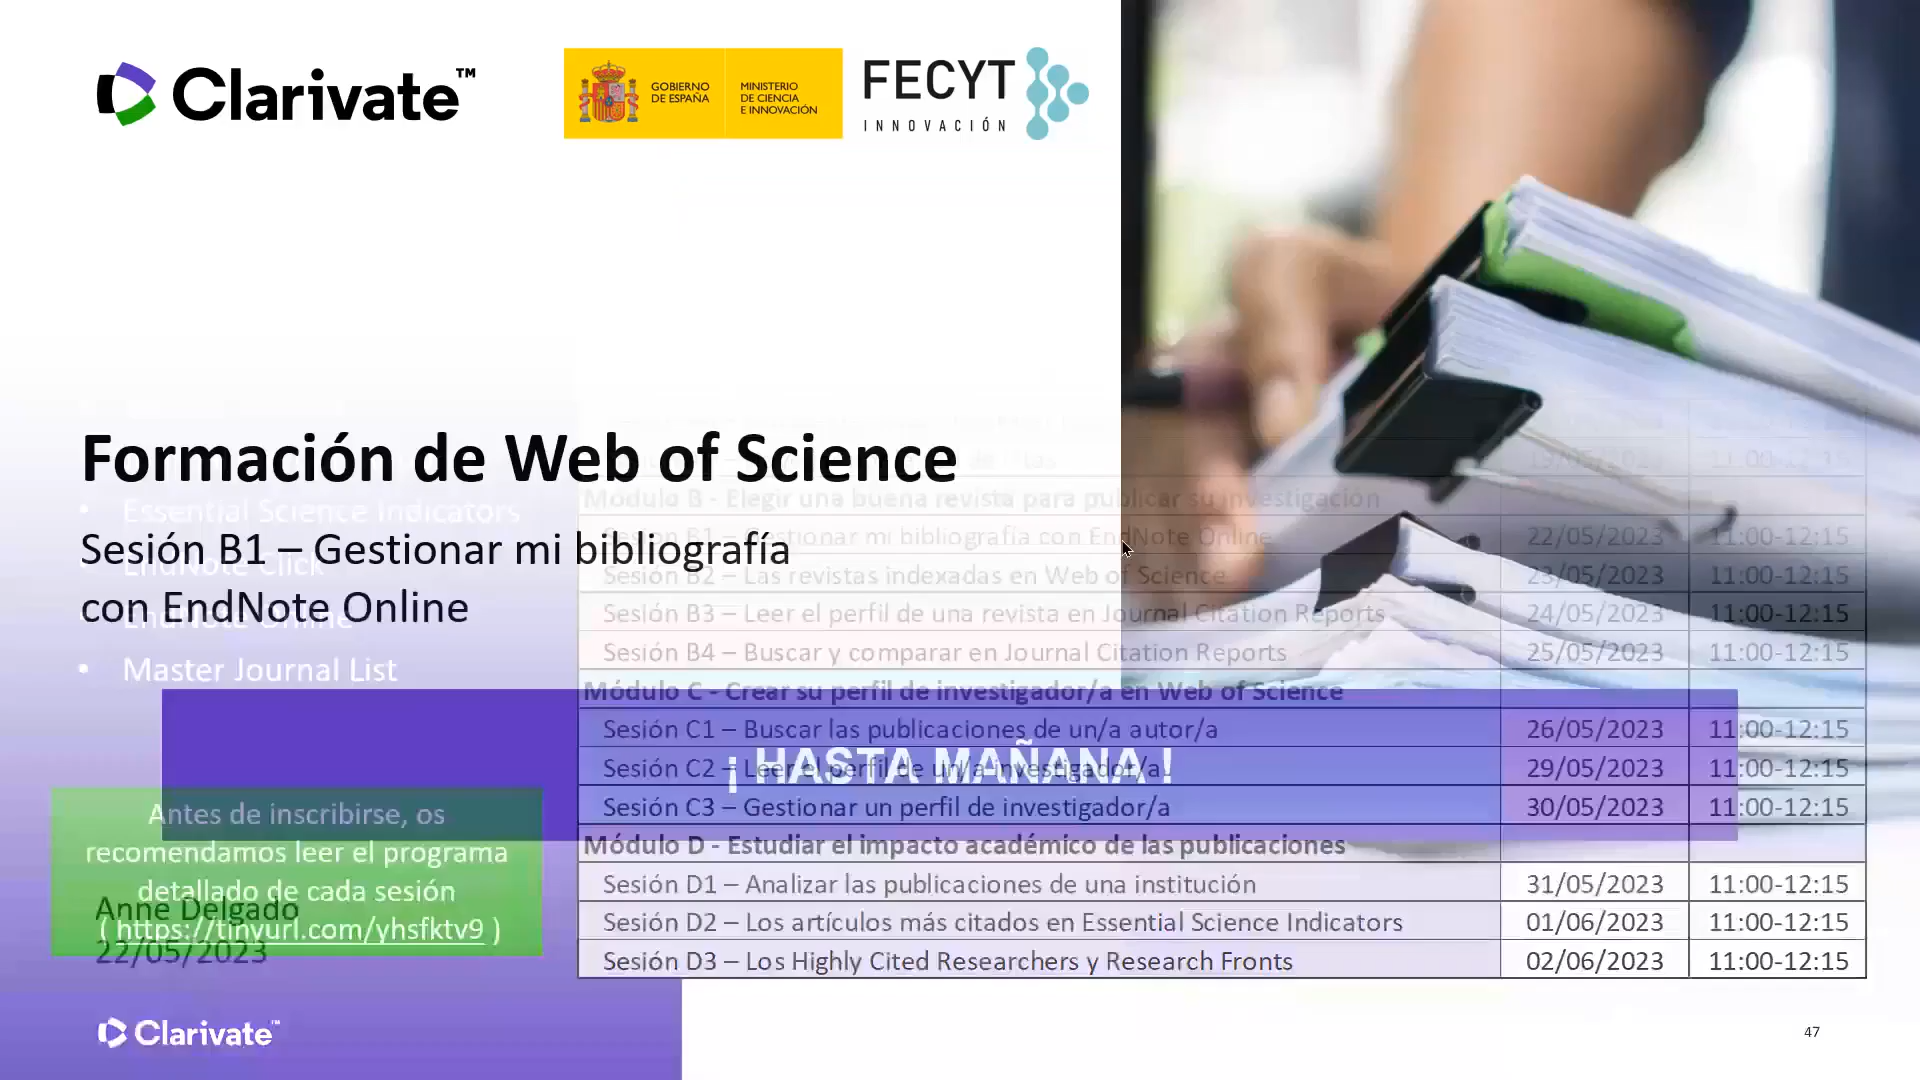 Clarivate™
GOBIERNO
DE ESPAÑA
MINISTERIO
DE CIENCIA
E INNOVACIÓN
FECYT
INNOVACIÓN
Formación de Web of Science
Sesión B1 – Gestionar mi bibliografía
con EndNote Online
• Essential Science Indicators
• EndNote Click
• EndNote Online
• Master Journal List
19/05/2023 11:00-12:15
Módulo B - Elegir una buena revista para publicar su investigación
Sesión B1 – Gestionar mi bibliografía con EndNote Online 22/05/2023 11:00-12:15
Sesión B2 – Las revistas indexadas en Web of Science 23/05/2023 11:00-12:15
Sesión B3 – Leer el perfil de una revista en Journal Citation Reports 24/05/2023 11:00-12:15
Sesión B4 – Buscar y comparar en Journal Citation Reports 25/05/2023 11:00-12:15
Módulo C - Crear su perfil de investigador/a en Web of Science
Sesión C1 – Buscar las publicaciones de un/a autor/a 26/05/2023 11:00-12:15
Sesión C2 – Leer el perfil de un/a investigador/a 29/05/2023 11:00-12:15
Sesión C3 – Gestionar un perfil de investigador/a 30/05/2023 11:00-12:15
Módulo D - Estudiar el impacto académico de las publicaciones
Sesión D1 – Analizar las publicaciones de una institución 31/05/2023 11:00-12:15
Sesión D2 – Los artículos más citados en Essential Science Indicators 01/06/2023 11:00-12:15
Sesión D3 – Los Highly Cited Researchers y Research Fronts 02/06/2023 11:00-12:15
¡ HASTA MAÑANA !
Antes de inscribirse, os
recomendamos leer el programa
detallado de cada sesión
( https://tinyurl.com/yhsfktv9 )
Anne Delgado
22/05/2023
Clarivate™
47